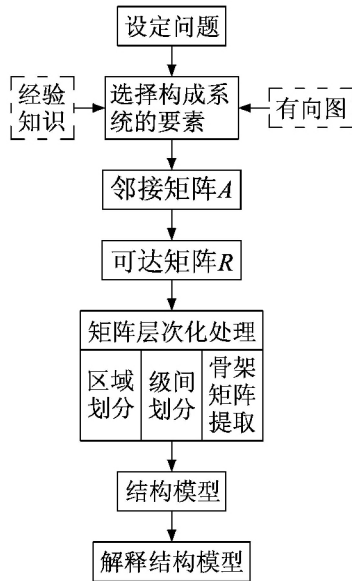 设定问题
经验
知识
选择构成系
统的要素
有向图
邻接矩阵A
可达矩阵R
矩阵层次化处理
区域
划分
级间
划分
骨架
矩阵
提取
结构模型
解释结构模型